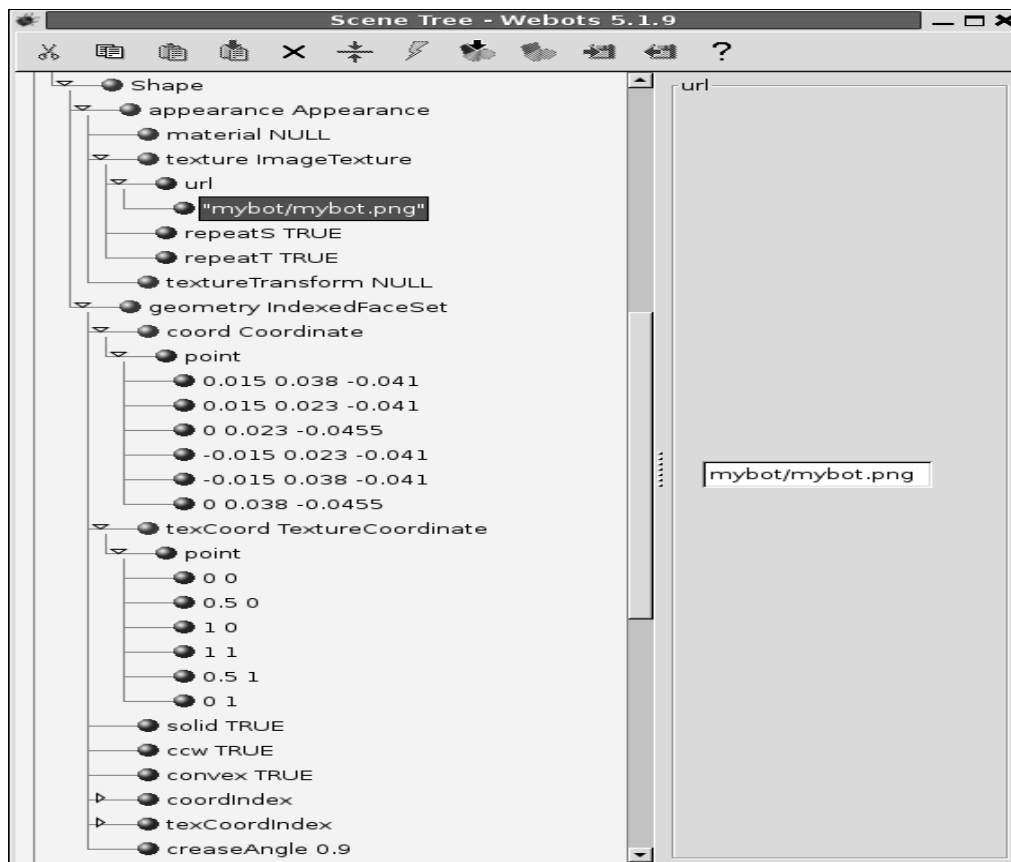 Scene Tree - Webots 5.1.9
?
Shape
appearance Appearance
material NULL
texture ImageTexture
url
"mybot/mybot.png"
repeatS TRUE
repeatT TRUE
textureTransform NULL
geometry IndexedFaceSet
coord Coordinate
point
0.015 0.038 -0.041
0.015 0.023 -0.041
0 0.023 -0.0455
-0.015 0.023 -0.041
-0.015 0.038 -0.041
0 0.038 -0.0455
texCoord TextureCoordinate
point
0 0
0.5 0
1 0
1 1
0.5 1
0 1
solid TRUE
ccw TRUE
convex TRUE
coordIndex
texCoordIndex
creaseAngle 0.9
url
mybot/mybot.png